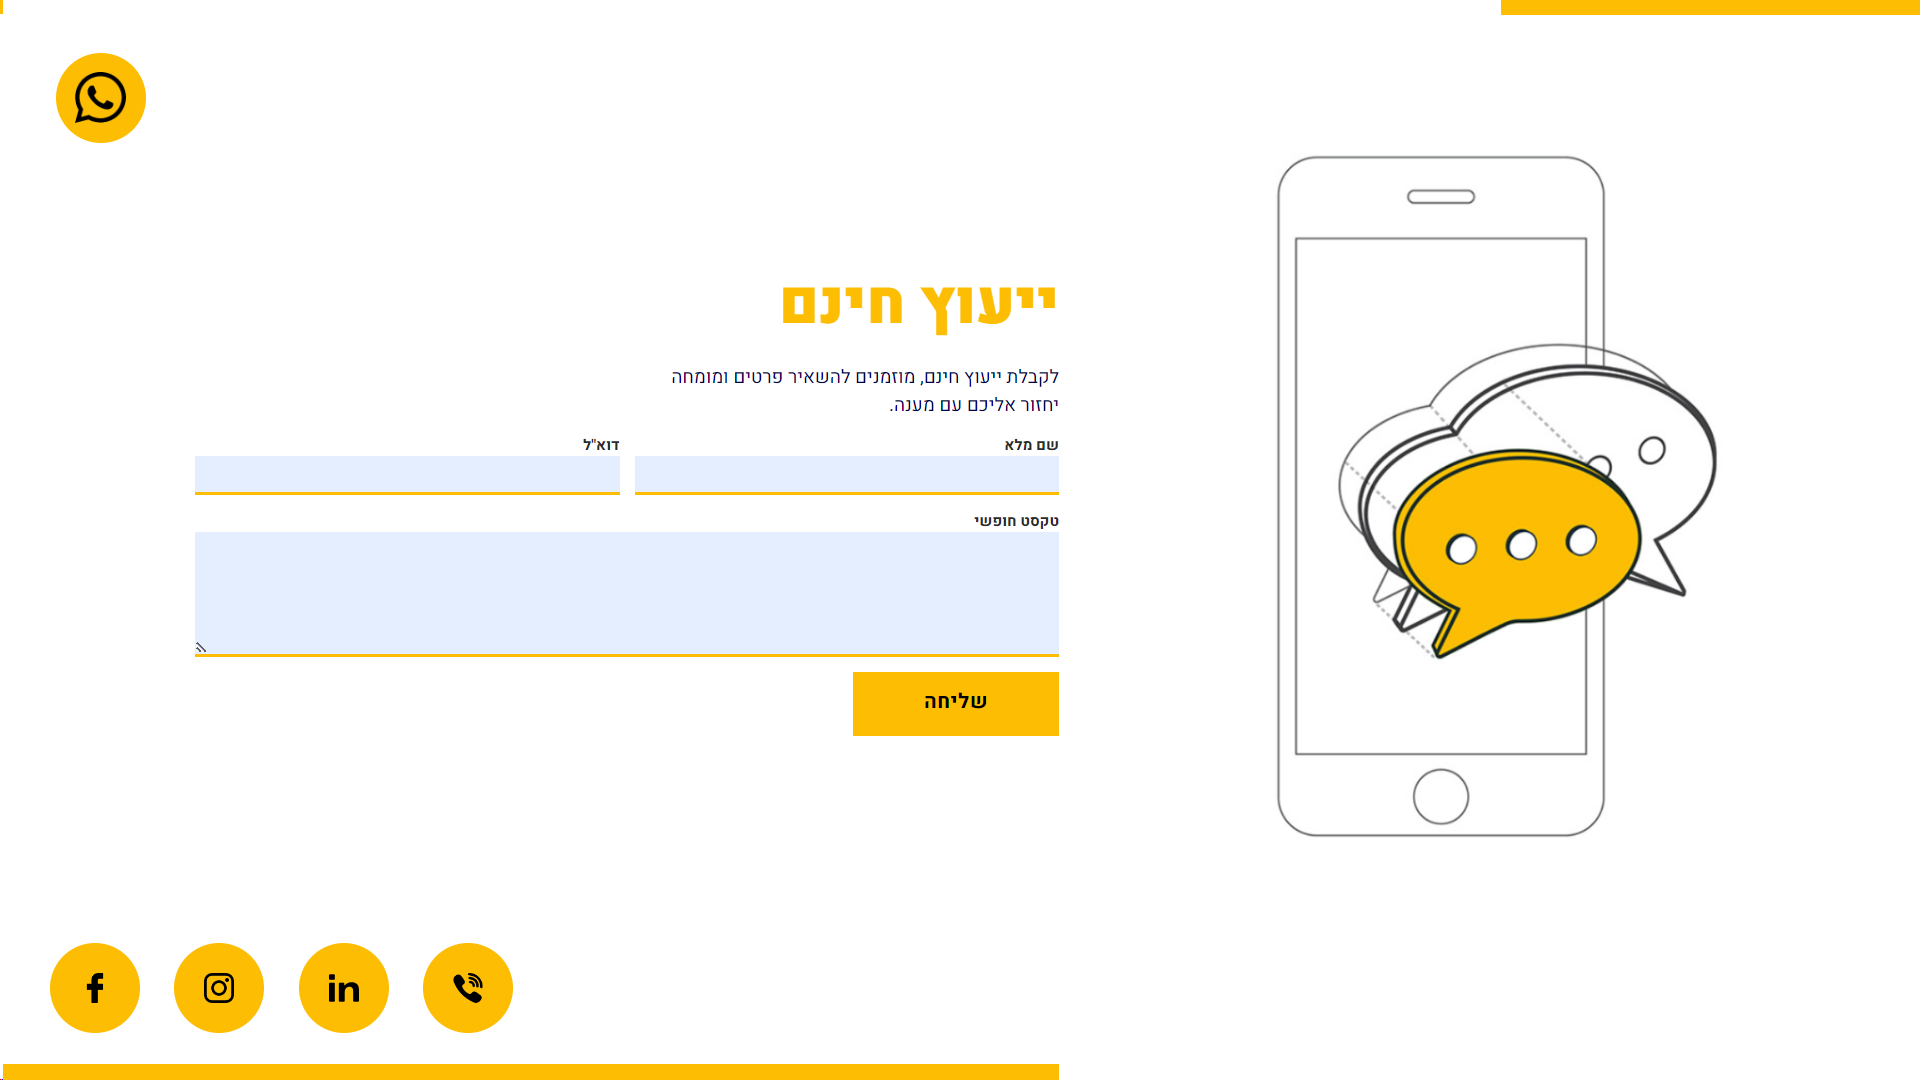 ייעוץ חינם
לקבלת ייעוץ חינם, מוזמנים להשאיר פרטים ומומחה
יחזור אליכם עם מענה.
שם מלא
דוא"ל
טקסט חופשי
שליחה